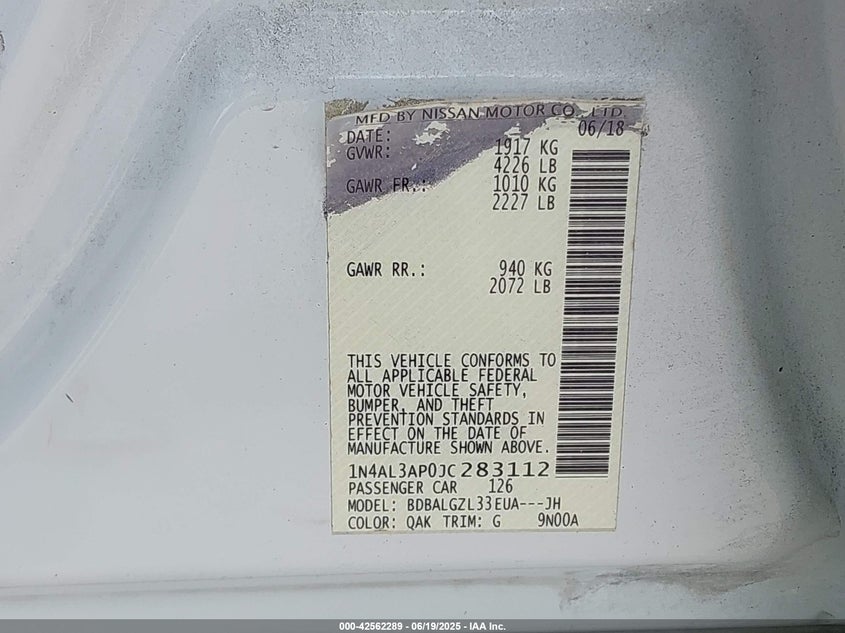 MFD BY NISSAN MOTOR CO., LTD.
DATE: 06/18
GVWR: 1917 KG
4226 LB
GAWR FR.: 1010 KG
2227 LB
GAWR RR.: 940 KG
2072 LB
THIS VEHICLE CONFORMS TO
ALL APPLICABLE FEDERAL
MOTOR VEHICLE SAFETY,
BUMPER, AND THEFT
PREVENTION STANDARDS IN
EFFECT ON THE DATE OF
MANUFACTURE SHOWN ABOVE.
1N4AL3AP0JC283112
PASSENGER CAR 126
MODEL: BDBALGZL33EUA---JH
COLOR: QAK TRIM: G 9N00A
000-42562289 - 06/19/2025 - IAA Inc.